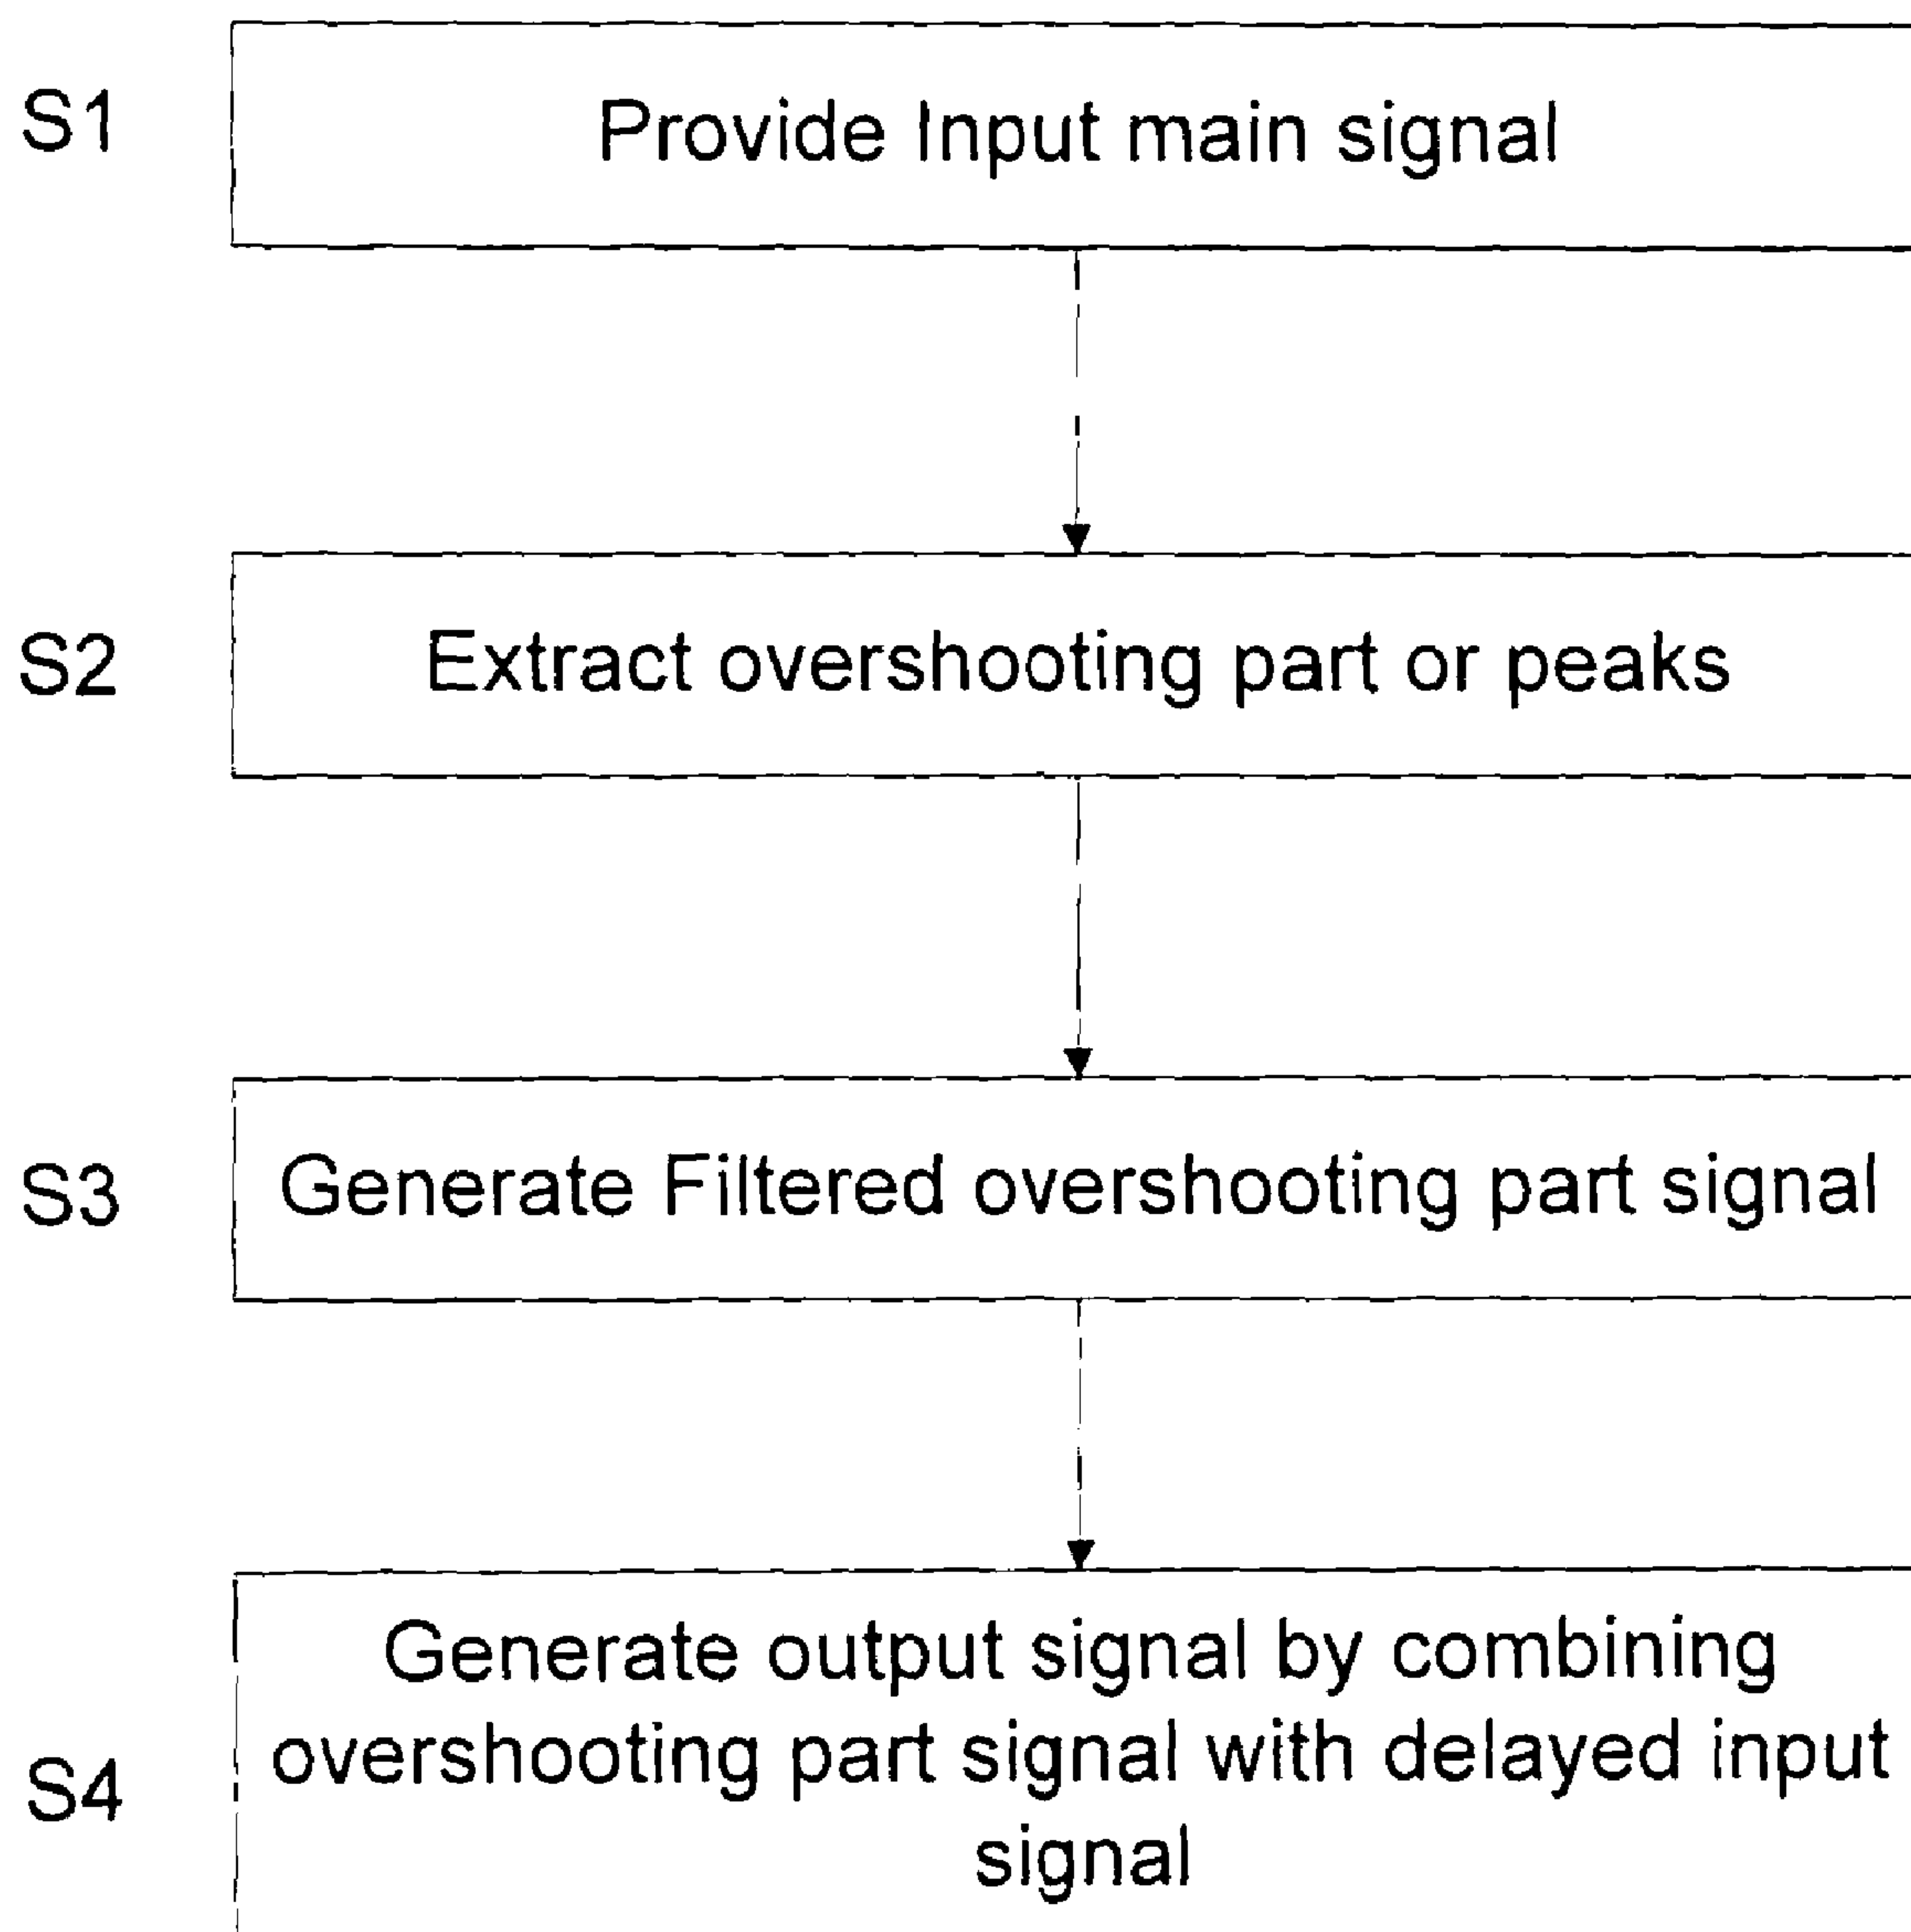 S1
Provide Input main signal
S2
Extract overshooting part or peaks
S3
Generate Filtered overshooting part signal
S4
Generate output signal by combining
overshooting part signal with delayed input
signal